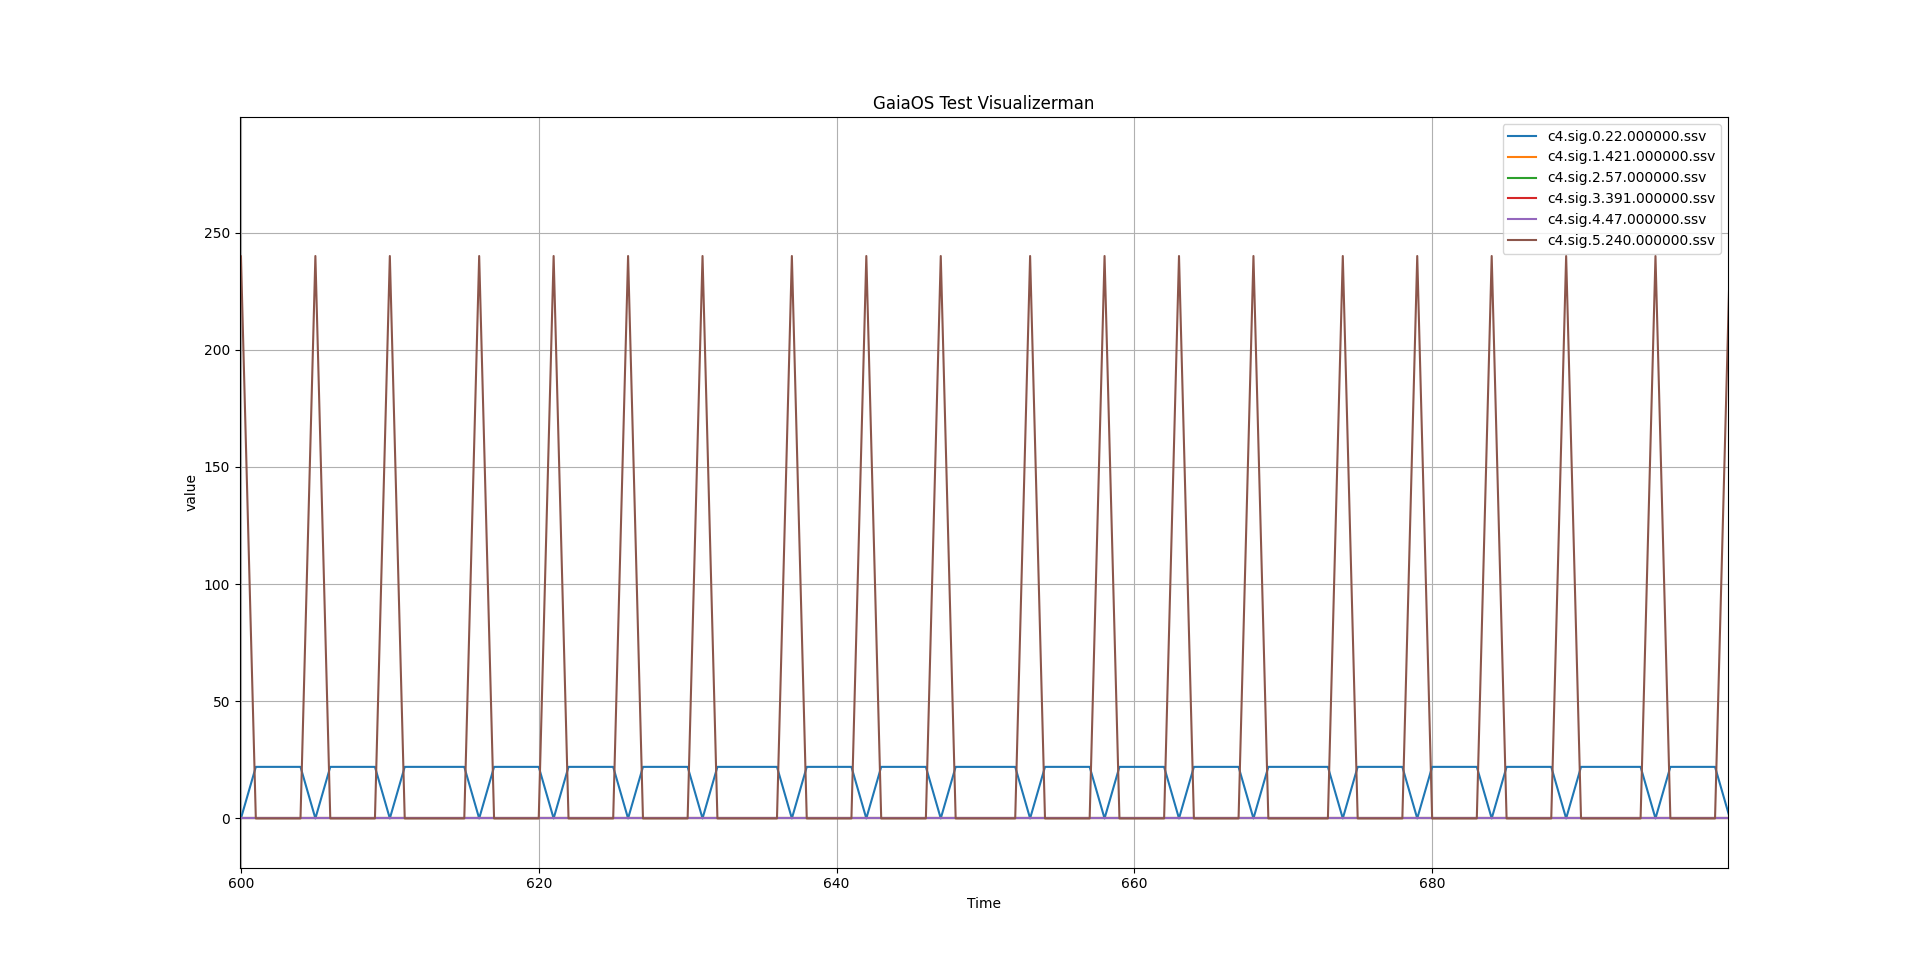 GaiaOS Test Visualizerman
c4.sig.0.22.000000.ssv
c4.sig.1.421.000000.ssv
c4.sig.2.57.000000.ssv
c4.sig.3.391.000000.ssv
c4.sig.4.47.000000.ssv
c4.sig.5.240.000000.ssv
250
200
150
100
50
0
value
600
620
640
660
680
Time